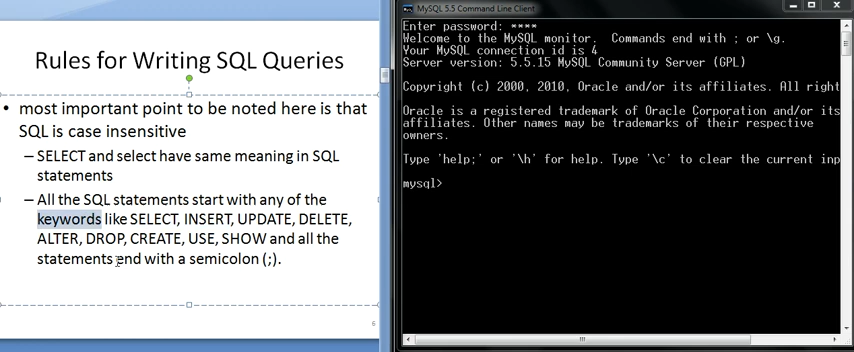 Rules for Writing SQL Queries
• most important point to be noted here is that
SQL is case insensitive
– SELECT and select have same meaning in SQL
statements
– All the SQL statements start with any of the
keywords like SELECT, INSERT, UPDATE, DELETE,
ALTER, DROP, CREATE, USE, SHOW and all the
statements end with a semicolon (;).
6
MySQL 5.5 Command Line Client
Enter password: ****
Welcome to the MySQL monitor.  Commands end with ; or \g.
Your MySQL connection id is 4
Server version: 5.5.15 MySQL Community Server (GPL)
Copyright (c) 2000, 2010, Oracle and/or its affiliates. All right
Oracle is a registered trademark of Oracle Corporation and/or its
affiliates. Other names may be trademarks of their respective
owners.
Type 'help;' or '\h' for help. Type '\c' to clear the current inp
mysql>